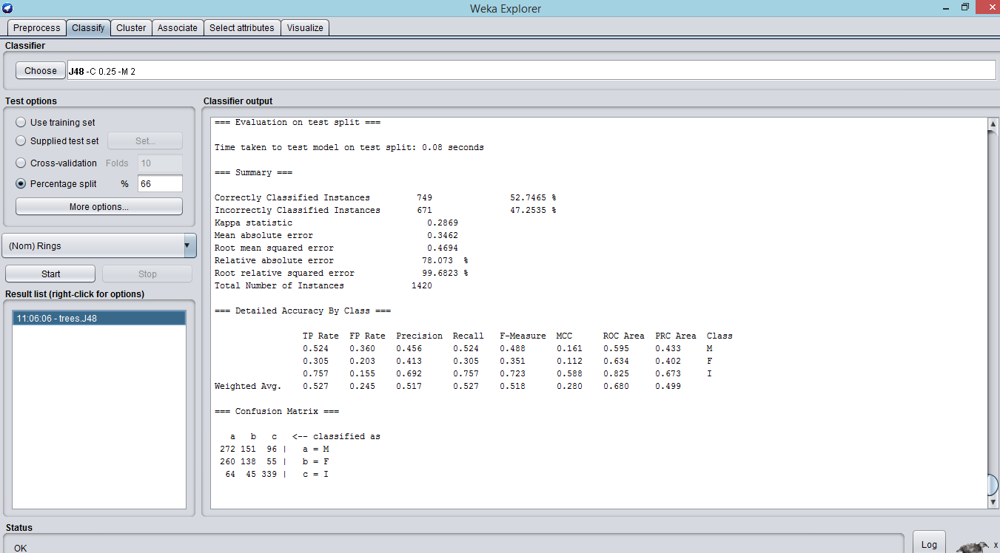 Weka Explorer
Preprocess Classify Cluster Associate Select attributes Visualize
Classifier
Choose J48 -C 0.25 -M 2
Test options
Use training set
Supplied test set Set...
Cross-validation Folds 10
Percentage split % 66
More options...
(Nom) Rings
Start Stop
Result list (right-click for options)
11:06:06 - trees.J48
Classifier output
=== Evaluation on test split ===
Time taken to test model on test split: 0.08 seconds
=== Summary ===
Correctly Classified Instances 749 52.7465 %
Incorrectly Classified Instances 671 47.2535 %
Kappa statistic 0.2869
Mean absolute error 0.3462
Root mean squared error 0.4694
Relative absolute error 78.073 %
Root relative squared error 99.6823 %
Total Number of Instances 1420
=== Detailed Accuracy By Class ===
TP Rate FP Rate Precision Recall F-Measure MCC ROC Area PRC Area Class
0.524 0.360 0.456 0.524 0.488 0.161 0.595 0.433 M
0.305 0.203 0.413 0.305 0.351 0.112 0.634 0.402 F
0.757 0.155 0.692 0.757 0.723 0.588 0.825 0.673 I
Weighted Avg. 0.527 0.245 0.517 0.527 0.518 0.280 0.680 0.499
=== Confusion Matrix ===
a b c <-- classified as
272 151 96 | a = M
260 138 55 | b = F
64 45 339 | c = I
Status
OK
Log
x